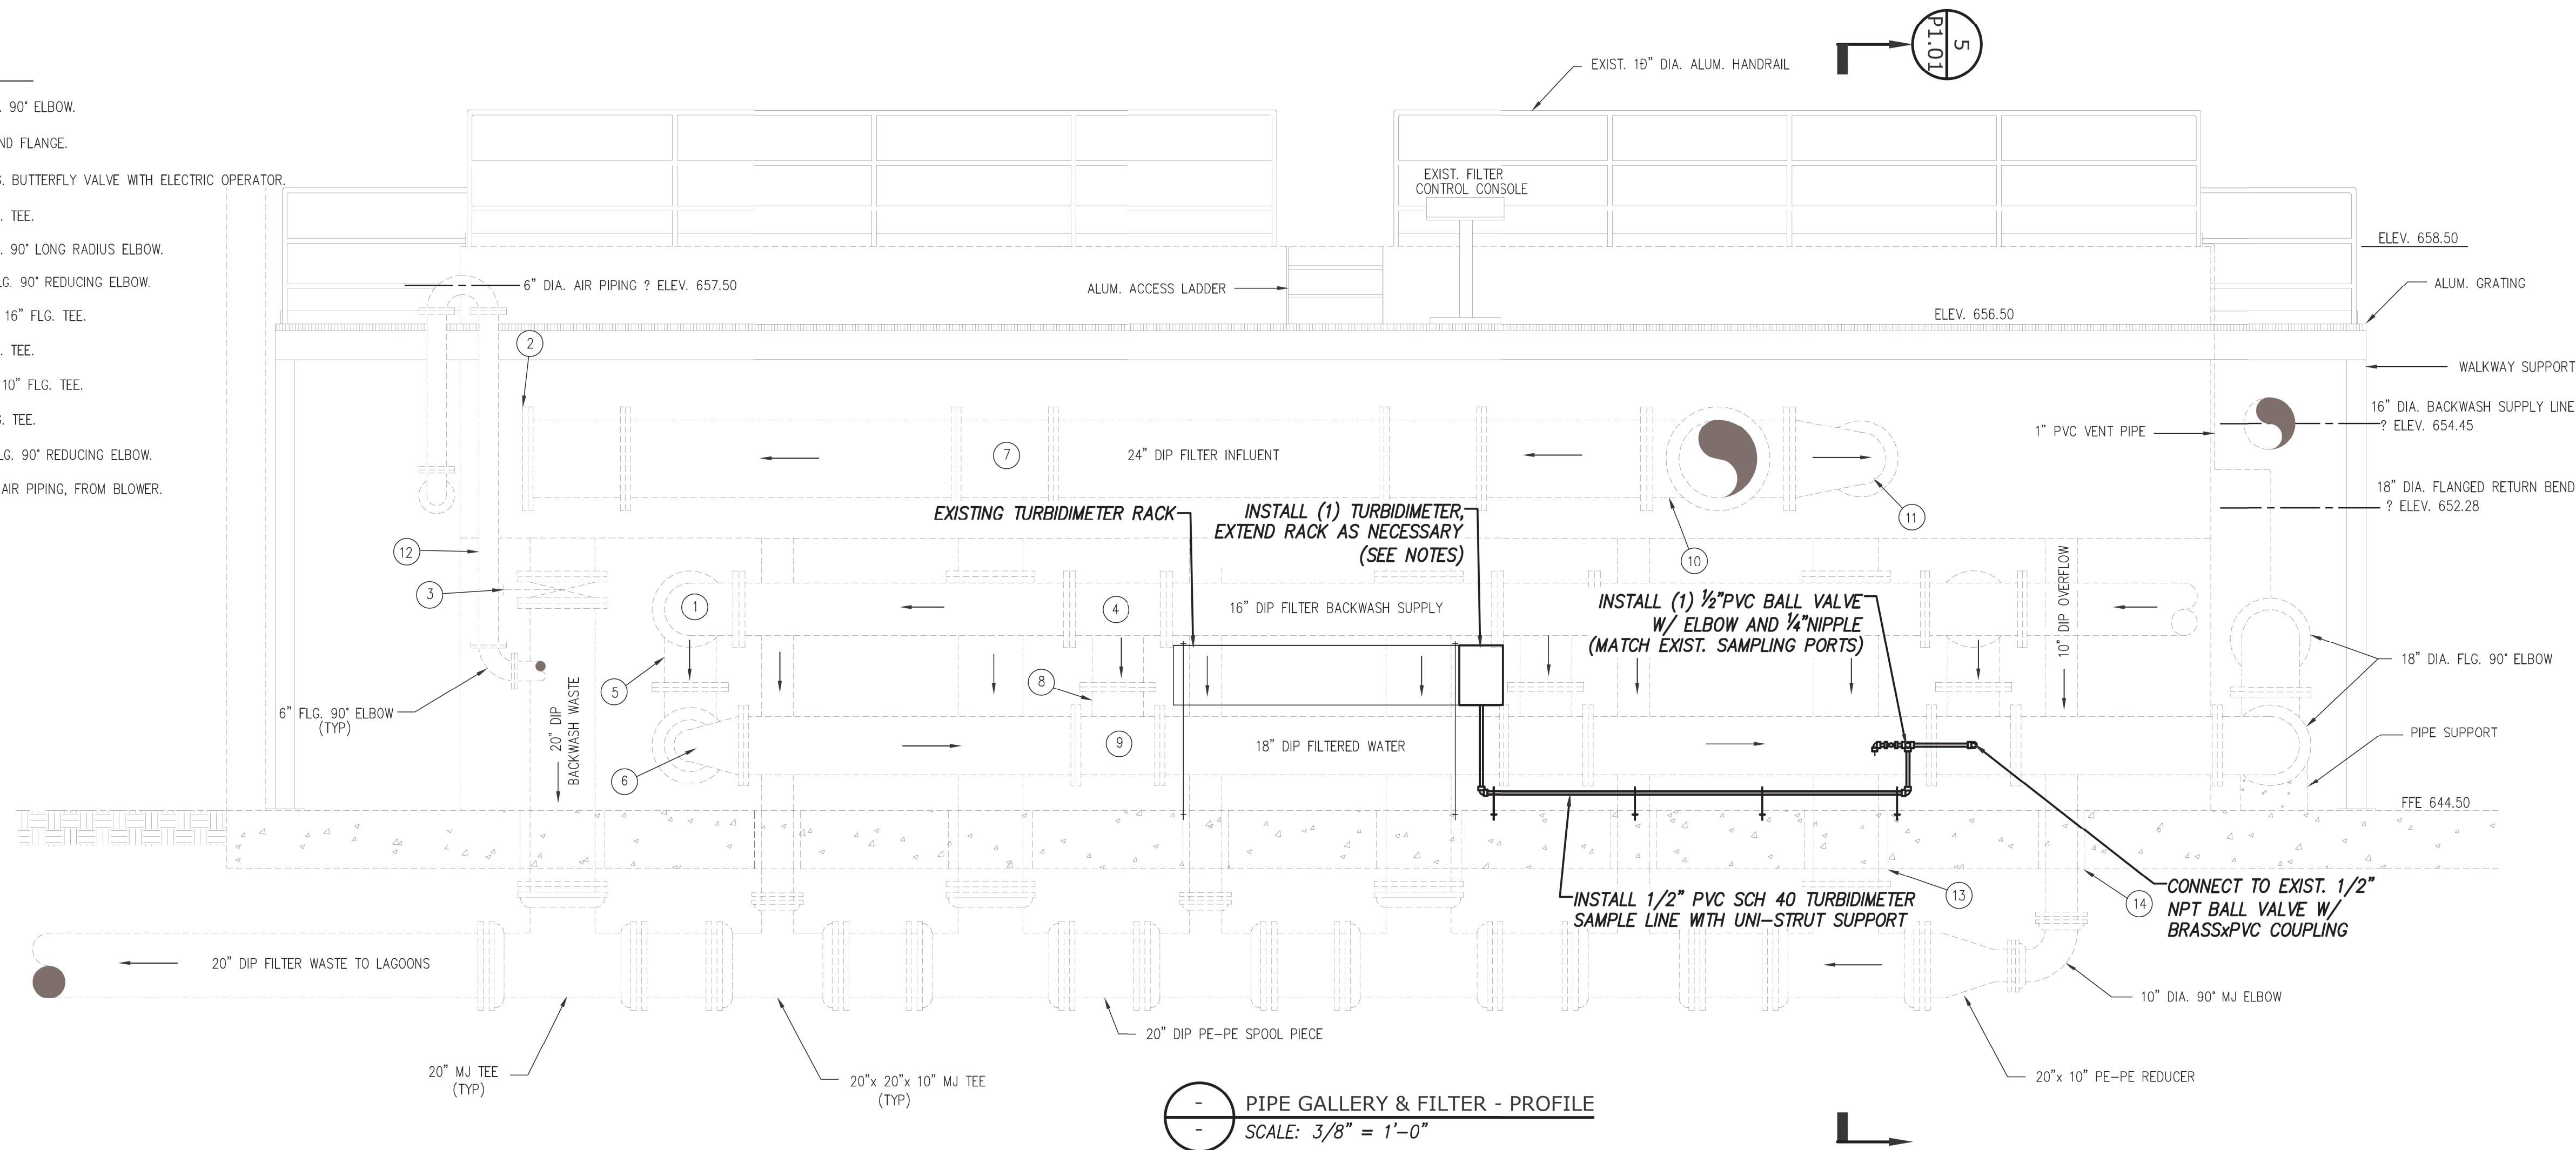 . 90° ELBOW.
ND FLANGE.
G. BUTTERFLY VALVE WITH ELECTRIC OPERATOR.
. TEE.
. 90° LONG RADIUS ELBOW.
LG. 90° REDUCING ELBOW.
16" FLG. TEE.
. TEE.
10" FLG. TEE.
G. TEE.
LG. 90° REDUCING ELBOW.
AIR PIPING, FROM BLOWER.
5
P1.01
EXIST. 1Ð" DIA. ALUM. HANDRAIL
EXIST. FILTER
CONTROL CONSOLE
ELEV. 658.50
6" DIA. AIR PIPING ? ELEV. 657.50
ALUM. ACCESS LADDER
ALUM. GRATING
ELEV. 656.50
2
WALKWAY SUPPORT
16" DIA. BACKWASH SUPPLY LINE
? ELEV. 654.45
1" PVC VENT PIPE
7
24" DIP FILTER INFLUENT
18" DIA. FLANGED RETURN BEND
? ELEV. 652.28
EXISTING TURBIDIMETER RACK
INSTALL (1) TURBIDIMETER,
EXTEND RACK AS NECESSARY
(SEE NOTES)
11
10
12
3
1
4
16" DIP FILTER BACKWASH SUPPLY
INSTALL (1) ½"PVC BALL VALVE
W/ ELBOW AND ¼"NIPPLE
(MATCH EXIST. SAMPLING PORTS)
10" DIP OVERFLOW
18" DIA. FLG. 90° ELBOW
5
8
6" FLG. 90° ELBOW
(TYP)
20" DIP
BACKWASH WASTE
6
9
18" DIP FILTERED WATER
PIPE SUPPORT
FFE 644.50
INSTALL 1/2" PVC SCH 40 TURBIDIMETER
SAMPLE LINE WITH UNI-STRUT SUPPORT
13
14
CONNECT TO EXIST. 1/2"
NPT BALL VALVE W/
BRASSxPVC COUPLING
20" DIP FILTER WASTE TO LAGOONS
10" DIA. 90° MJ ELBOW
20" DIP PE-PE SPOOL PIECE
20" MJ TEE
(TYP)
20"x 20"x 10" MJ TEE
(TYP)
20"x 10" PE-PE REDUCER
-
-
PIPE GALLERY & FILTER - PROFILE
SCALE: 3/8" = 1'-0"